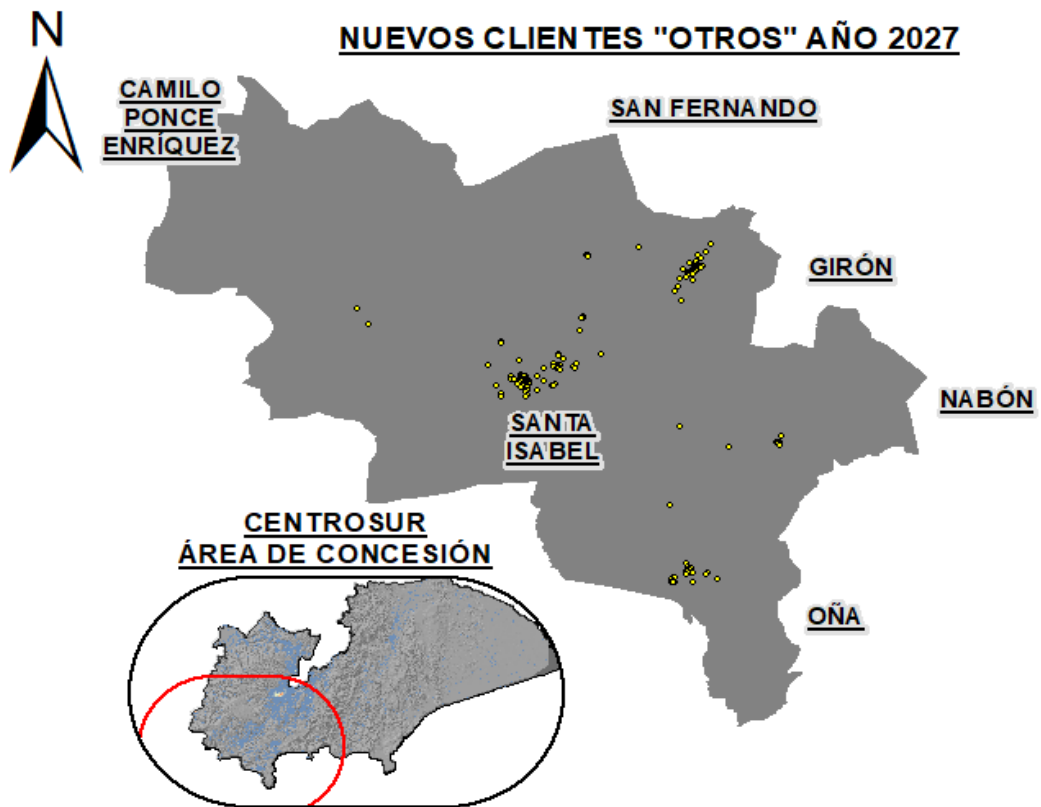 N
NUEVOS CLIENTES "OTROS" AÑO 2027
CAMILO
PONCE
ENRÍQUEZ
SAN FERNANDO
GIRÓN
NABÓN
SANTA
ISABEL
CENTROSUR
ÁREA DE CONCESIÓN
OÑA